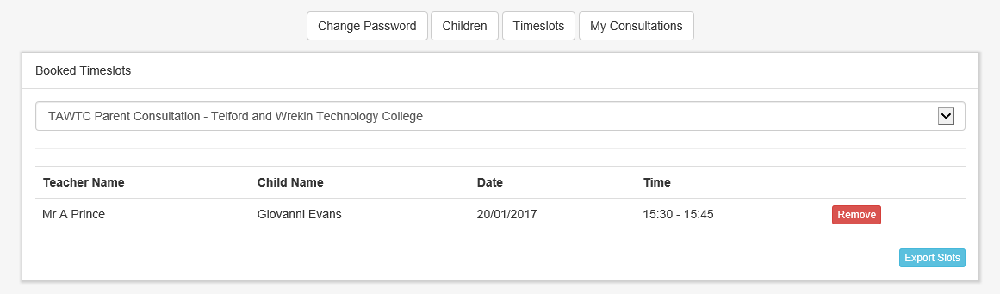 Change Password Children Timeslots My Consultations
Booked Timeslots
TAWTC Parent Consultation - Telford and Wrekin Technology College
Teacher Name Child Name Date Time
Mr A Prince Giovanni Evans 20/01/2017 15:30 - 15:45 Remove
Export Slots